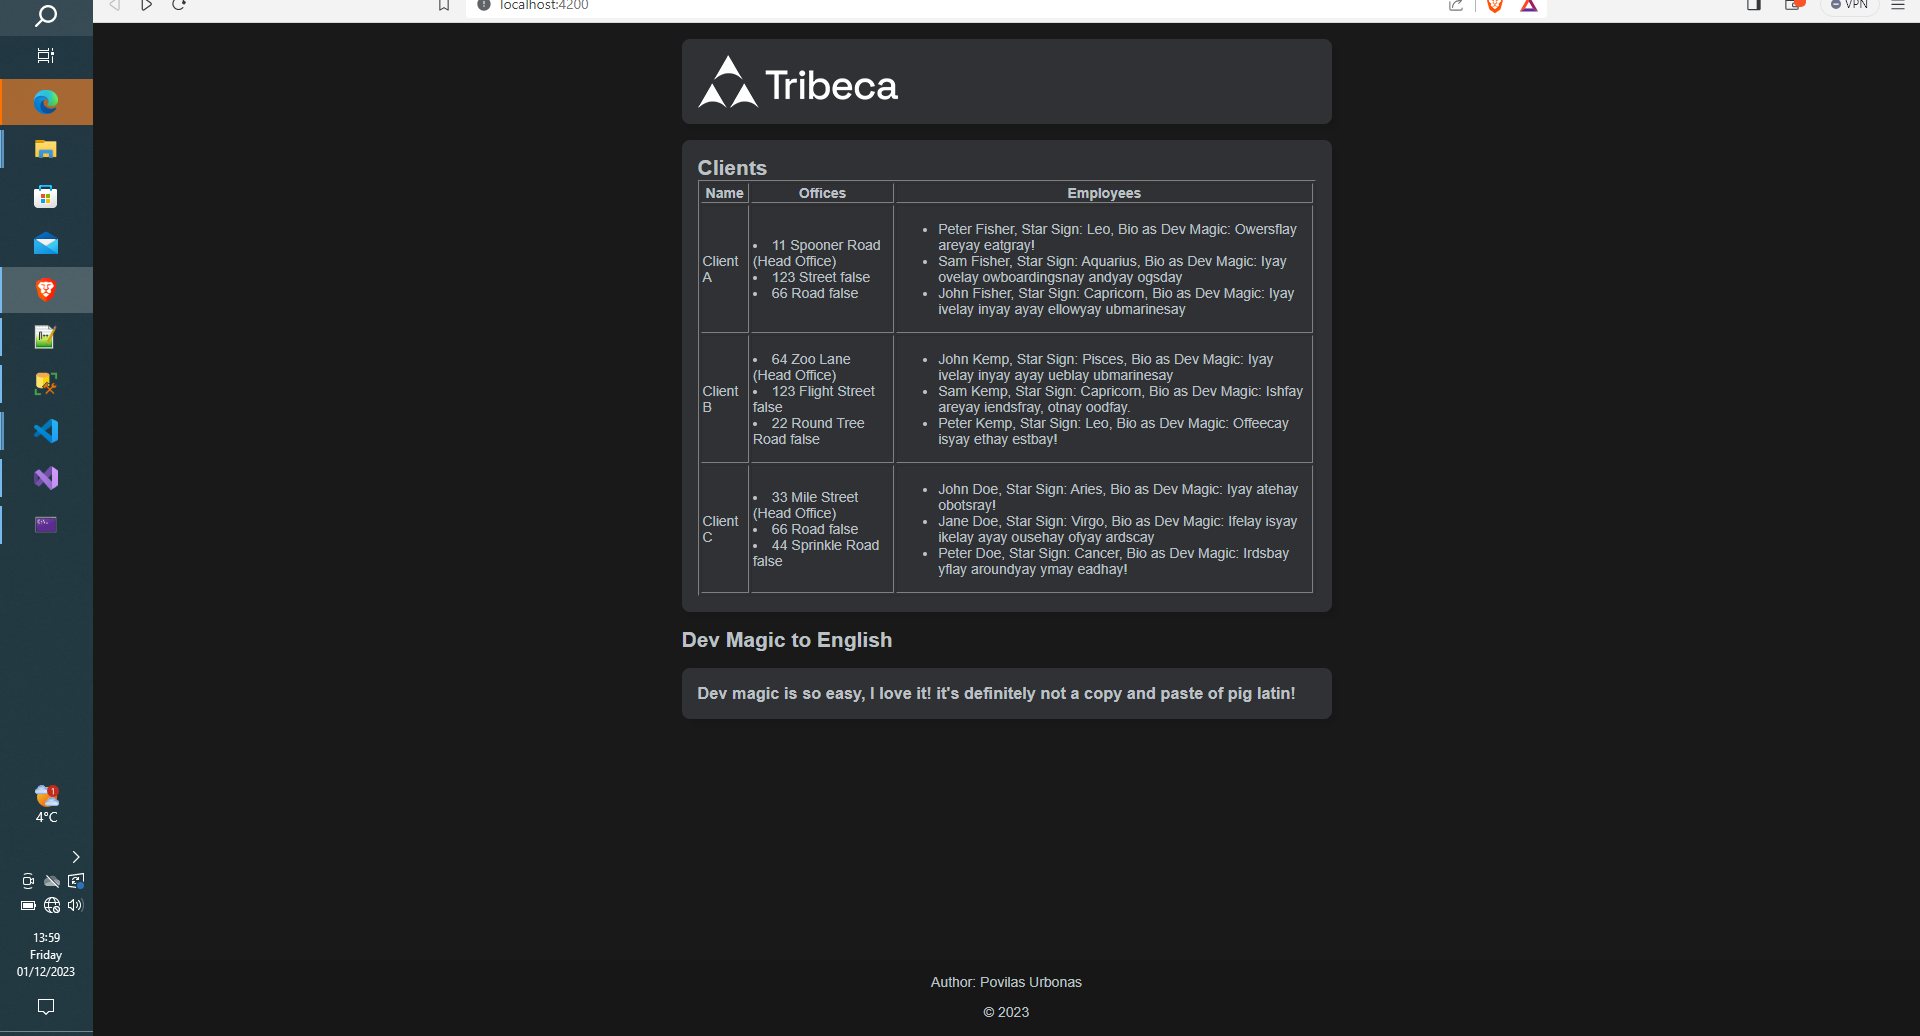 localhost:4200
VPN
Tribeca
Clients
Name Offices Employees
Client
A
• 11 Spooner Road
(Head Office)
• 123 Street false
• 66 Road false
• Peter Fisher, Star Sign: Leo, Bio as Dev Magic: Owersflay
areyay eatgray!
• Sam Fisher, Star Sign: Aquarius, Bio as Dev Magic: Iyay
ovelay owboardingsnay andyay ogsday
• John Fisher, Star Sign: Capricorn, Bio as Dev Magic: Iyay
ivelay inyay ayay ellowyay ubmarinesay
Client
B
• 64 Zoo Lane
(Head Office)
• 123 Flight Street
false
• 22 Round Tree
Road false
• John Kemp, Star Sign: Pisces, Bio as Dev Magic: Iyay
ivelay inyay ayay ueblay ubmarinesay
• Sam Kemp, Star Sign: Capricorn, Bio as Dev Magic: Ishfay
areyay iendsfray, otnay oodfay.
• Peter Kemp, Star Sign: Leo, Bio as Dev Magic: Offeecay
isyay ethay estbay!
Client
C
• 33 Mile Street
(Head Office)
• 66 Road false
• 44 Sprinkle Road
false
• John Doe, Star Sign: Aries, Bio as Dev Magic: Iyay atehay
obotsray!
• Jane Doe, Star Sign: Virgo, Bio as Dev Magic: Ifelay isyay
ikelay ayay ousehay ofyay ardscay
• Peter Doe, Star Sign: Cancer, Bio as Dev Magic: Irdsbay
yflay aroundyay ymay eadhay!
Dev Magic to English
Dev magic is so easy, I love it! it's definitely not a copy and paste of pig latin!
Author: Povilas Urbonas
© 2023
1
4°C
13:59
Friday
01/12/2023